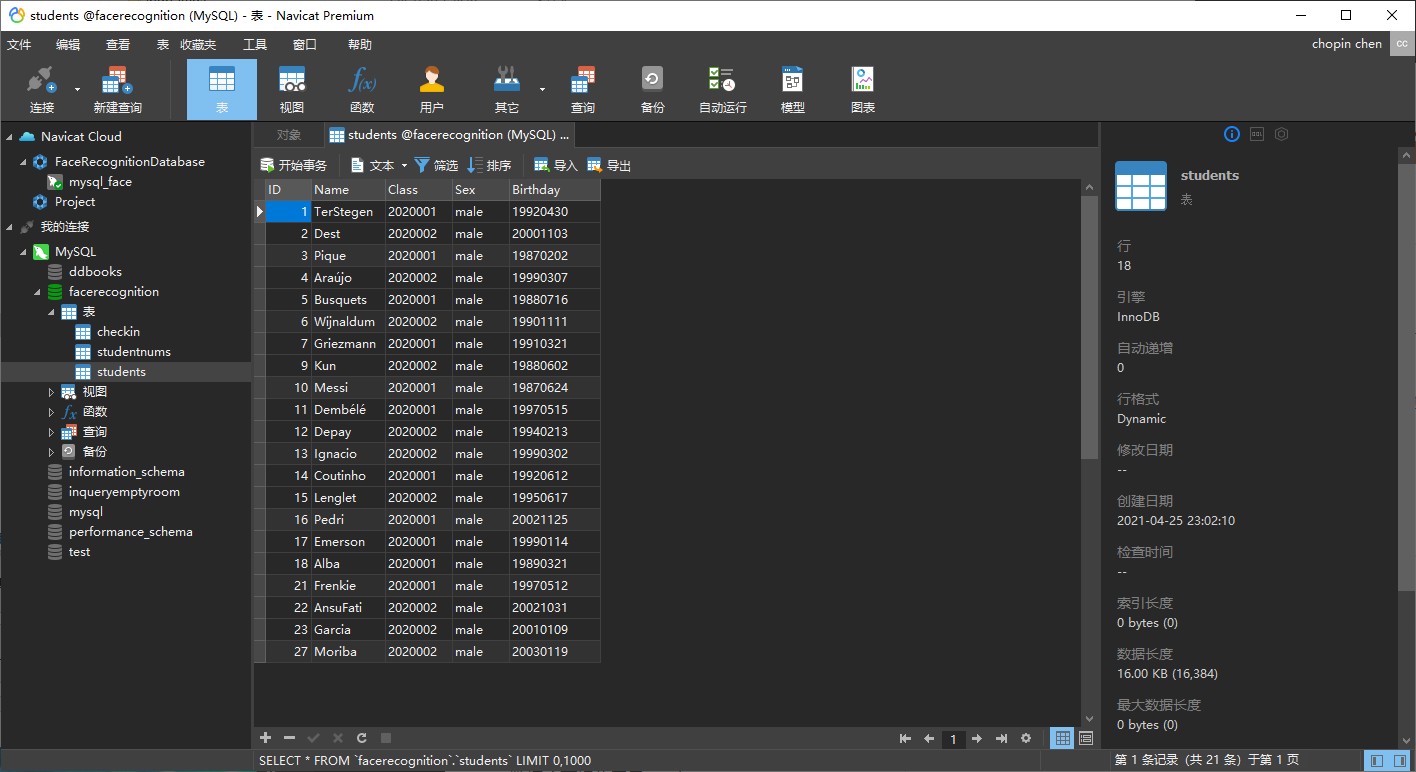 students @facerecognition (MySQL) - 表 - Navicat Premium
文件 编辑 查看 表 收藏夹 工具 窗口 帮助 chopin chen CC
连接 新建查询 表 视图 函数 用户 其它 查询 备份 自动运行 模型 图表
Navicat Cloud
FaceRecognitionDatabase
mysql_face
Project
我的连接
MySQL
ddbooks
facerecognition
表
checkin
studentnums
students
视图
函数
查询
备份
information_schema
inqueryemptyroom
mysql
performance_schema
test
对象 students @facerecognition (MySQL) ...
开始事务 文本 筛选 排序 导入 导出
ID Name Class Sex Birthday
1 TerStegen 2020001 male 19920430
2 Dest 2020002 male 20001103
3 Pique 2020001 male 19870202
4 Araújo 2020002 male 19990307
5 Busquets 2020001 male 19880716
6 Wijnaldum 2020002 male 19901111
7 Griezmann 2020001 male 19910321
9 Kun 2020002 male 19880602
10 Messi 2020001 male 19870624
11 Dembélé 2020001 male 19970515
12 Depay 2020002 male 19940213
13 Ignacio 2020002 male 19990302
14 Coutinho 2020001 male 19920612
15 Lenglet 2020002 male 19950617
16 Pedri 2020001 male 20021125
17 Emerson 2020001 male 19990114
18 Alba 2020001 male 19890321
21 Frenkie 2020001 male 19970512
22 AnsuFati 2020002 male 20021031
23 Garcia 2020002 male 20010109
27 Moriba 2020002 male 20030119
1
SELECT * FROM `facerecognition`.`students` LIMIT 0,1000
students
表
行
18
引擎
InnoDB
自动递增
0
行格式
Dynamic
修改日期
--
创建日期
2021-04-25 23:02:10
检查时间
--
索引长度
0 bytes (0)
数据长度
16.00 KB (16,384)
最大数据长度
0 bytes (0)
第 1 条记录 (共 21 条) 于第 1 页